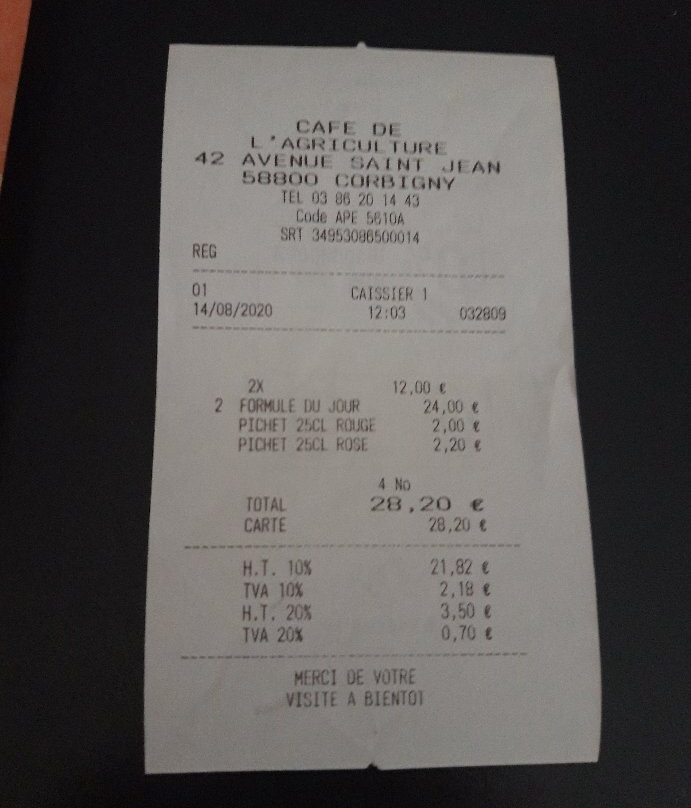 CAFE DE
L'AGRICULTURE
42 AVENUE SAINT JEAN
58800 CORBIGNY
TEL 03 86 20 14 43
Code APE 5610A
SRT 34953086500014
REG
01 CAISSIER 1
14/08/2020 12:03 032809
2X 12,00 €
2 FORMULE DU JOUR 24,00 €
PICHET 25CL ROUGE 2,00 €
PICHET 25CL ROSE 2,20 €
4 No
TOTAL 28,20 €
CARTE 28,20 €
H.T. 10% 21,82 €
TVA 10% 2,18 €
H.T. 20% 3,50 €
TVA 20% 0,70 €
MERCI DE VOTRE
VISITE A BIENTOT